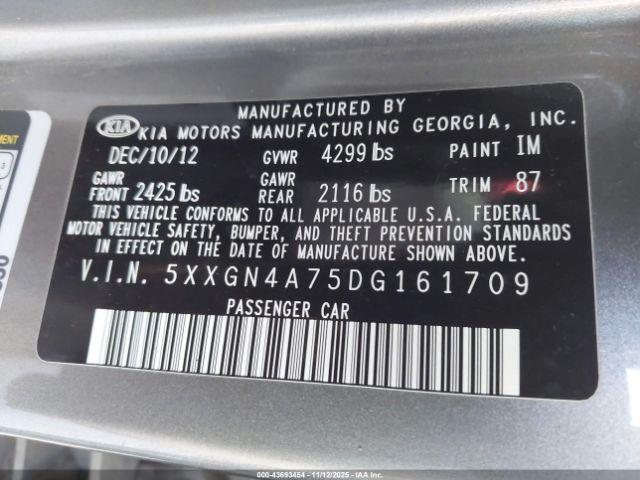 MANUFACTURED BY
KIA KIA MOTORS MANUFACTURING GEORGIA, INC.
DEC/10/12 GVWR 4299 lbs PAINT IM
GAWR FRONT 2425 lbs GAWR REAR 2116 lbs TRIM 87
THIS VEHICLE CONFORMS TO ALL APPLICABLE U.S.A. FEDERAL
MOTOR VEHICLE SAFETY, BUMPER, AND THEFT PREVENTION STANDARDS
IN EFFECT ON THE DATE OF MANUFACTURE SHOWN ABOVE.
V.I.N. 5XXGN4A75DG161709
PASSENGER CAR
IAA - 43693454 - 11/12/2025 - IAAI.COM